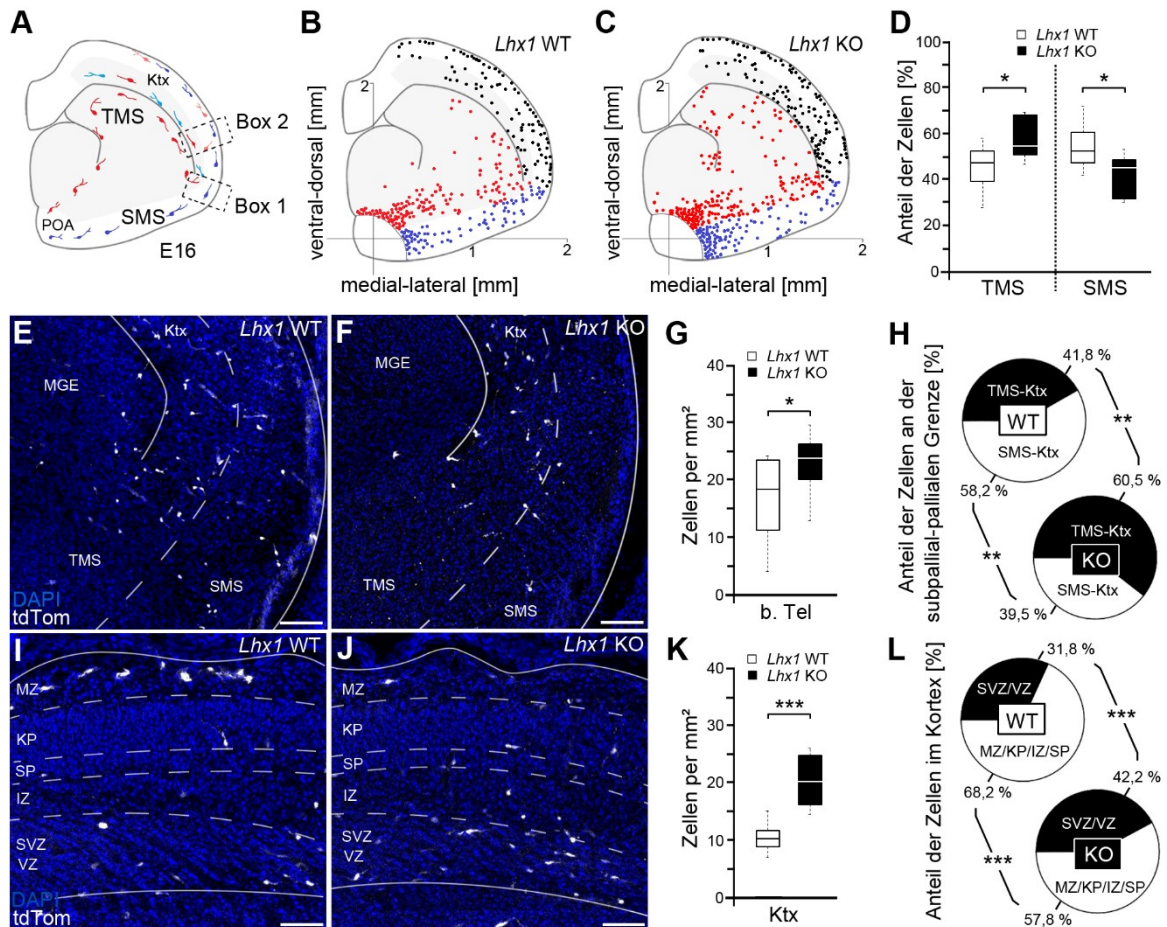 A
Ktx
TMS
Box 2
Box 1
POA
SMS
E16
B
Lhx1 WT
ventral-dorsal [mm]
2
1
2
medial-lateral [mm]
C
Lhx1 KO
ventral-dorsal [mm]
2
1
2
medial-lateral [mm]
D
Lhx1 WT
Lhx1 KO
Anteil der Zellen [%]
100
80
60
40
20
0
*
*
TMS
SMS
E
Lhx1 WT
Ktx
MGE
TMS
SMS
DAPI
tdTom
F
Lhx1 KO
Ktx
MGE
TMS
SMS
G
Lhx1 WT
Lhx1 KO
Zellen per mm²
40
30
20
10
0
*
b. Tel
H
Anteil der Zellen an der
subpallial-pallialen Grenze [%]
41,8 %
TMS-Ktx
WT
SMS-Ktx
58,2 %
**
60,5 %
TMS-Ktx
KO
SMS-Ktx
**
39,5 %
I
Lhx1 WT
MZ
KP
SP
IZ
SVZ
VZ
DAPI
tdTom
J
Lhx1 KO
MZ
KP
SP
IZ
SVZ
VZ
K
Lhx1 WT
Lhx1 KO
Zellen per mm²
40
30
20
10
0
***
Ktx
L
Anteil der Zellen im Kortex [%]
31,8 %
SVZ/VZ
WT
MZ/KP/IZ/SP
68,2 %
***
42,2 %
SVZ/VZ
KO
MZ/KP/IZ/SP
***
57,8 %